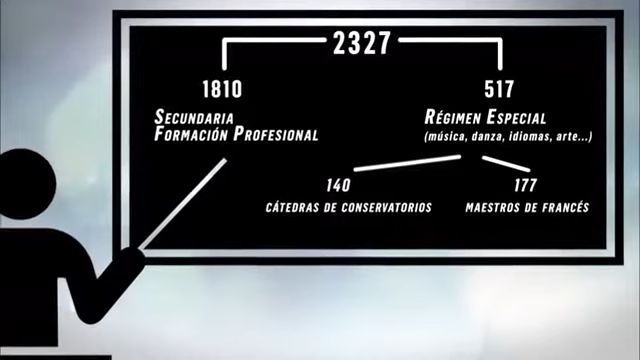 2327
1810
SECUNDARIA
FORMACIÓN PROFESIONAL
517
RÉGIMEN ESPECIAL
(música, danza, idiomas, arte...)
140
CÁTEDRAS DE CONSERVATORIOS
177
MAESTROS DE FRANCÉS